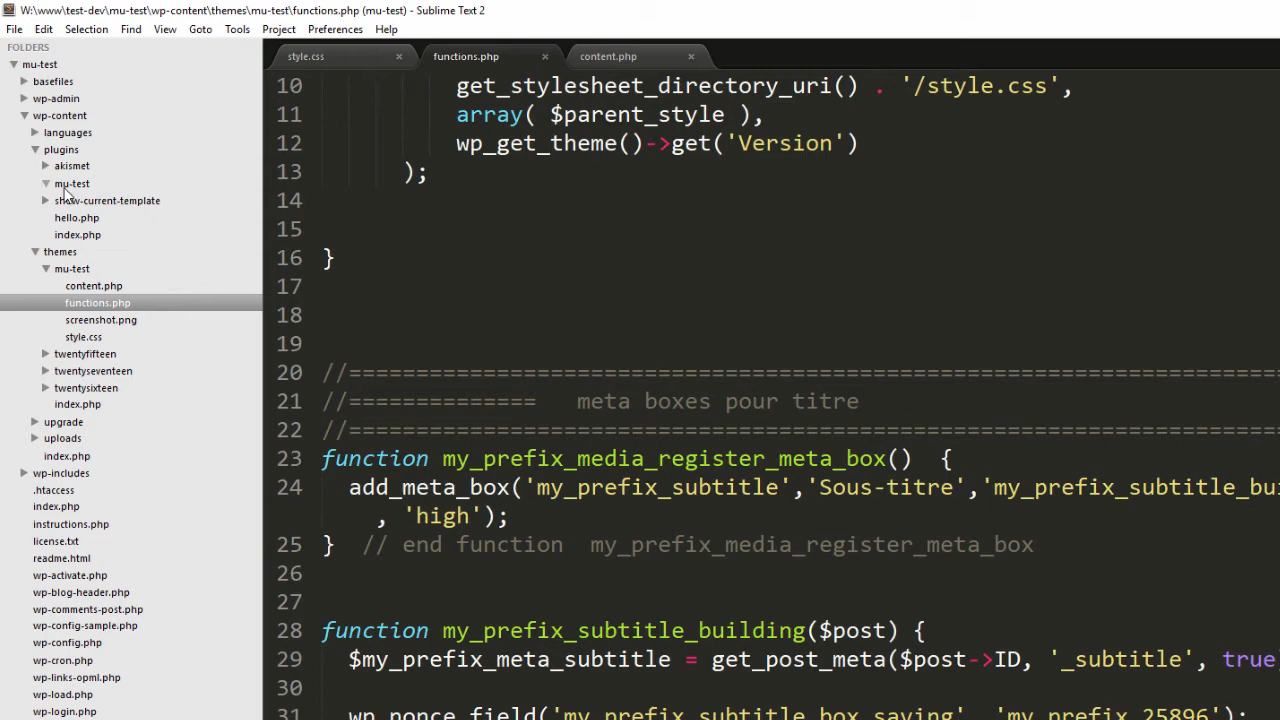 W:\www\test-dev\mu-test\wp-content\themes\mu-test\functions.php (mu-test) - Sublime Text 2
File Edit Selection Find View Goto Tools Project Preferences Help
FOLDERS
mu-test
basefiles
wp-admin
wp-content
languages
plugins
akismet
mu-test
show-current-template
hello.php
index.php
themes
mu-test
content.php
functions.php
screenshot.png
style.css
twentyfifteen
twentyseventeen
twentysixteen
index.php
upgrade
uploads
index.php
wp-includes
.htaccess
index.php
instructions.php
license.txt
readme.html
wp-activate.php
wp-blog-header.php
wp-comments-post.php
wp-config-sample.php
wp-config.php
wp-cron.php
wp-links-opml.php
wp-load.php
wp-login.php
style.css × functions.php × content.php ×
10 get_stylesheet_directory_uri() . '/style.css',
11 array( $parent_style ),
12 wp_get_theme()->get('Version')
13 );
14
15
16 }
17
18
19
20 //======================================================================
21 //============== meta boxes pour titre
22 //======================================================================
23 function my_prefix_media_register_meta_box() {
24 add_meta_box('my_prefix_subtitle','Sous-titre','my_prefix_subtitle_bui
, 'high');
25 } // end function my_prefix_media_register_meta_box
26
27
28 function my_prefix_subtitle_building($post) {
29 $my_prefix_meta_subtitle = get_post_meta($post->ID, '_subtitle', true)
30
31 wp_nonce_field('my_prefix_subtitle_box_saving', 'my_prefix_25896');